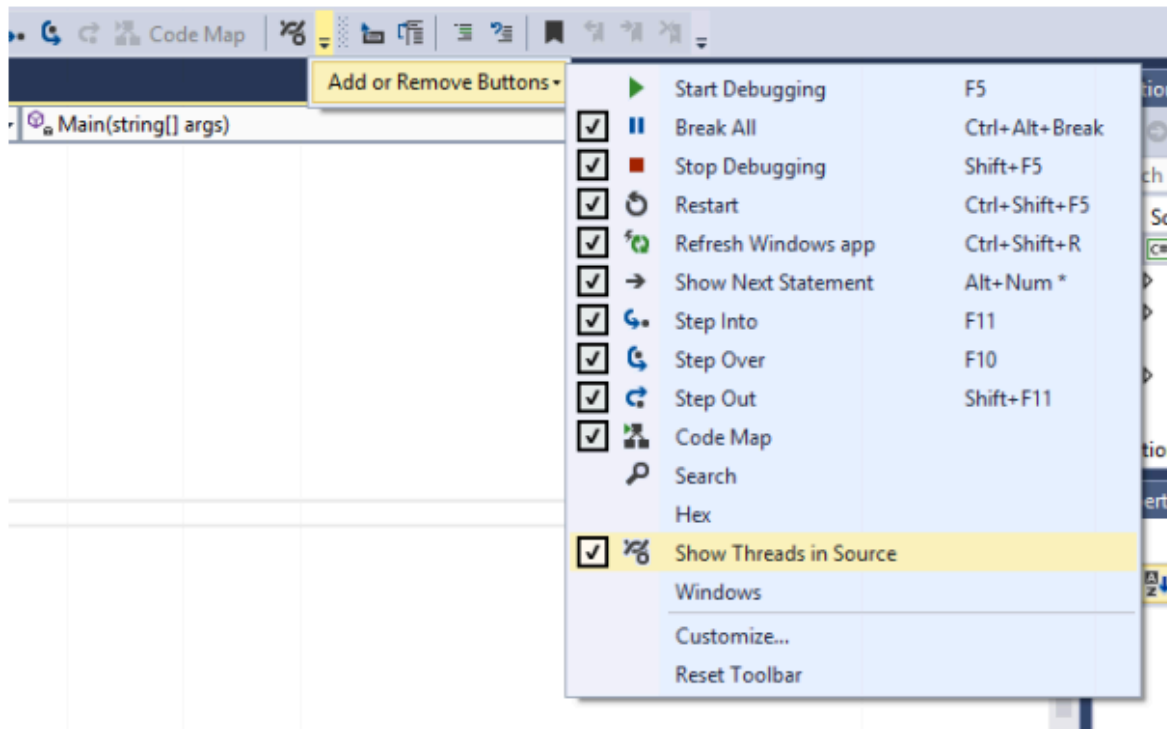 Code Map
Add or Remove Buttons
Main(string[] args)
Start Debugging F5
Break All Ctrl+Alt+Break
Stop Debugging Shift+F5
Restart Ctrl+Shift+F5
Refresh Windows app Ctrl+Shift+R
Show Next Statement Alt+Num *
Step Into F11
Step Over F10
Step Out Shift+F11
Code Map
Search
Hex
Show Threads in Source
Windows
Customize...
Reset Toolbar